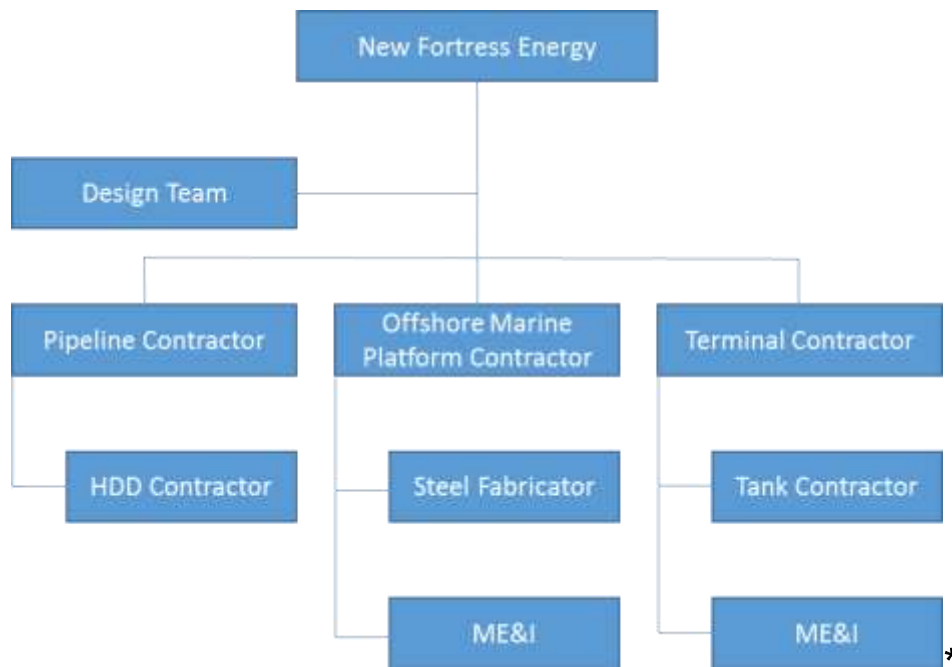 New Fortress Energy
Design Team
Pipeline Contractor
Offshore Marine
Platform Contractor
Terminal Contractor
HDD Contractor
Steel Fabricator
Tank Contractor
ME&I
ME&I
*